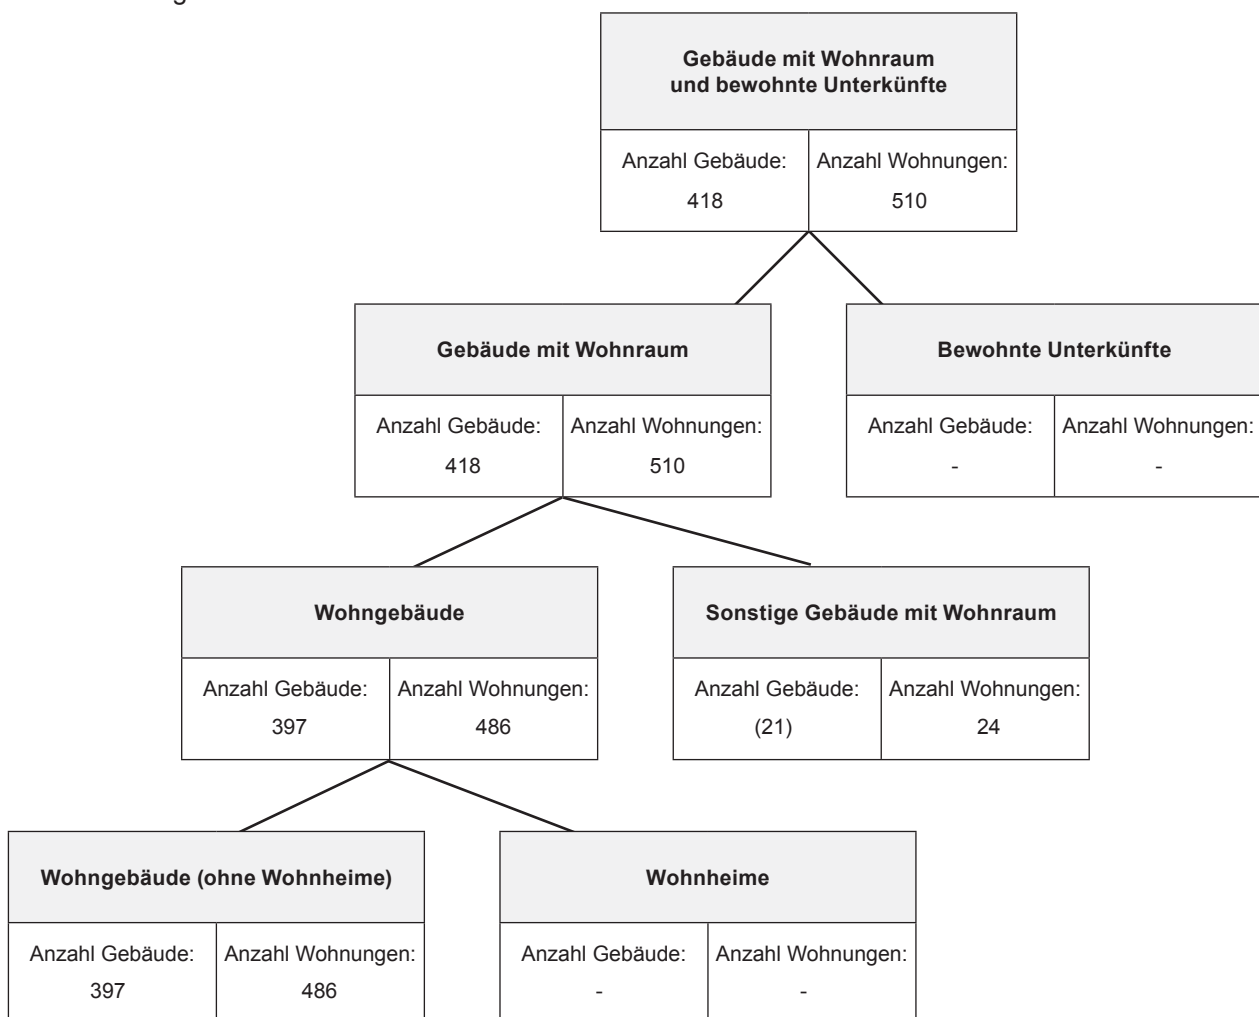 Gebäude mit Wohnraum
und bewohnte Unterkünfte
Anzahl Gebäude:
418
Anzahl Wohnungen:
510
Gebäude mit Wohnraum
Anzahl Gebäude:
418
Anzahl Wohnungen:
510
Bewohnte Unterkünfte
Anzahl Gebäude:
-
Anzahl Wohnungen:
-
Wohngebäude
Anzahl Gebäude:
397
Anzahl Wohnungen:
486
Sonstige Gebäude mit Wohnraum
Anzahl Gebäude:
(21)
Anzahl Wohnungen:
24
Wohngebäude (ohne Wohnheime)
Anzahl Gebäude:
397
Anzahl Wohnungen:
486
Wohnheime
Anzahl Gebäude:
-
Anzahl Wohnungen:
-